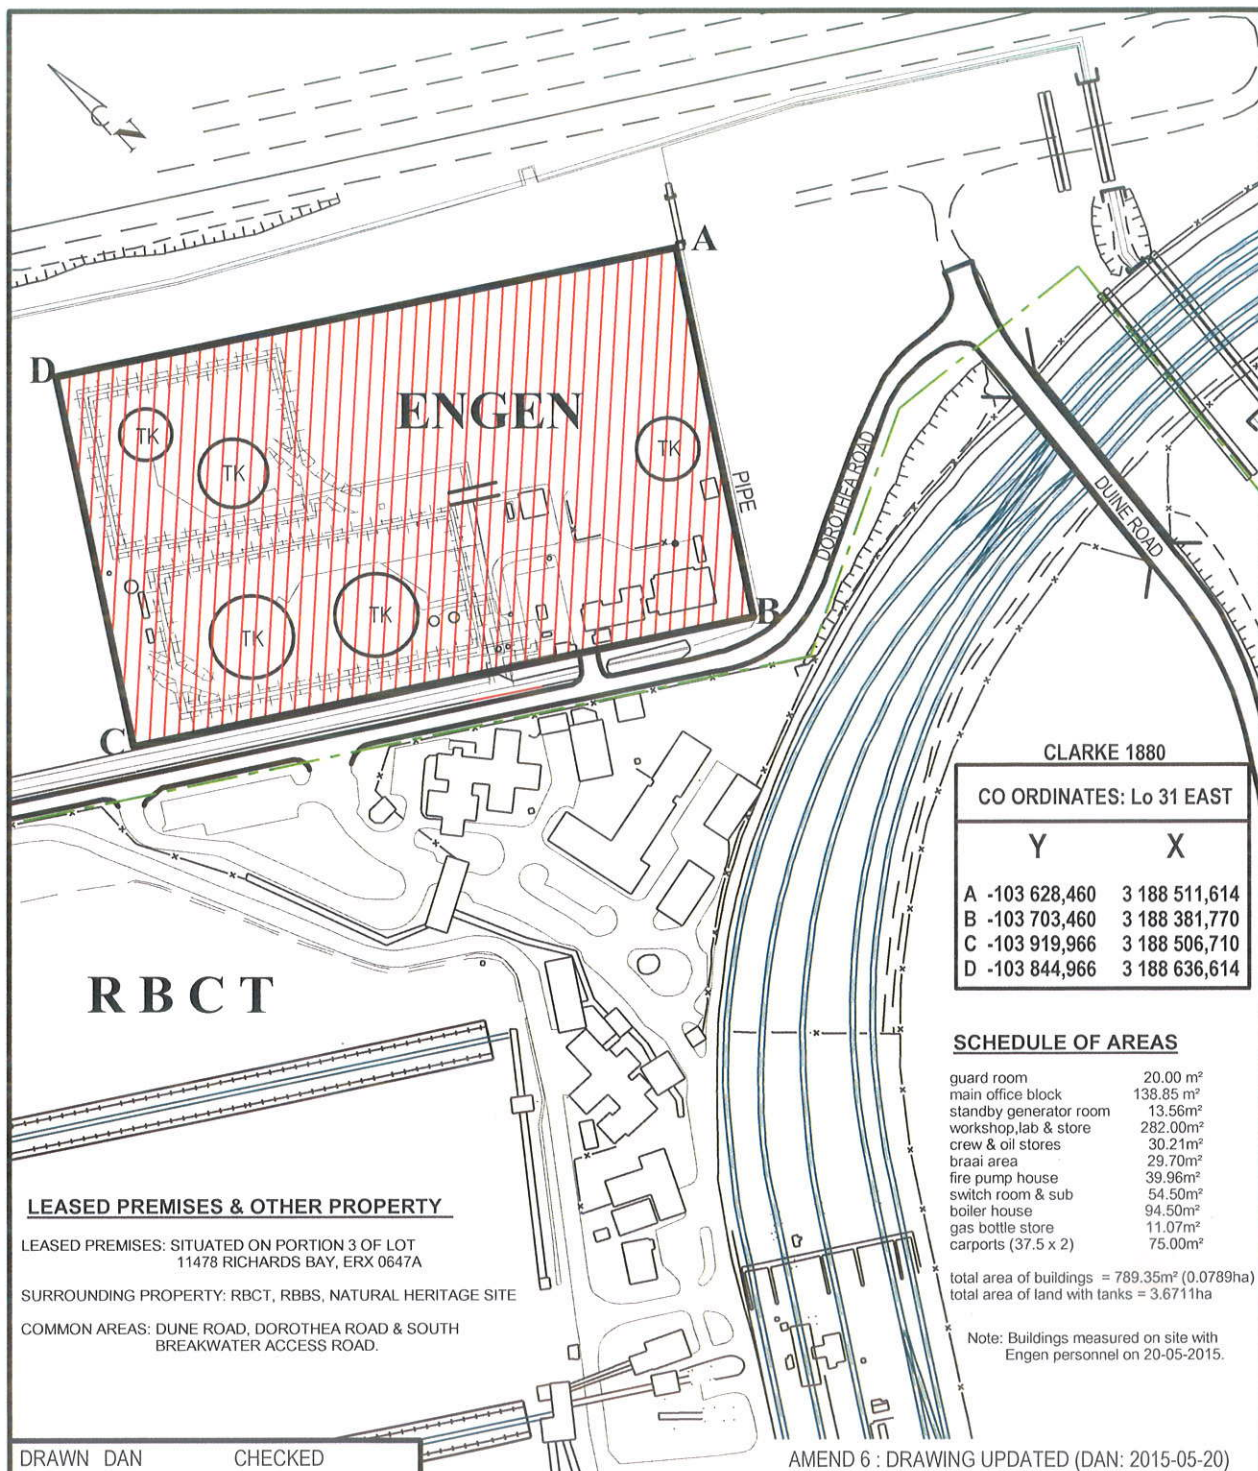 N
A
D
ENGEN
TK
TK
TK
TK
TK
PIPE
DOROTHEA ROAD
DUINE ROAD
B
C
CLARKE 1880
CO ORDINATES: Lo 31 EAST
Y X
A -103 628,460 3 188 511,614
B -103 703,460 3 188 381,770
C -103 919,966 3 188 506,710
D -103 844,966 3 188 636,614
RBCT
SCHEDULE OF AREAS
guard room 20.00 m²
main office block 138.85 m²
standby generator room 13.56m²
workshop,lab & store 282.00m²
crew & oil stores 30.21m²
braai area 29.70m²
fire pump house 39.96m²
switch room & sub 54.50m²
boiler house 94.50m²
gas bottle store 11.07m²
carports (37.5 x 2) 75.00m²
total area of buildings = 789.35m² (0.0789ha)
total area of land with tanks = 3.6711ha
Note: Buildings measured on site with
Engen personnel on 20-05-2015.
LEASED PREMISES & OTHER PROPERTY
LEASED PREMISES: SITUATED ON PORTION 3 OF LOT
11478 RICHARDS BAY, ERX 0647A
SURROUNDING PROPERTY: RBCT, RBBS, NATURAL HERITAGE SITE
COMMON AREAS: DUNE ROAD, DOROTHEA ROAD & SOUTH
BREAKWATER ACCESS ROAD.
DRAWN DAN CHECKED
AMEND 6 : DRAWING UPDATED (DAN: 2015-05-20)